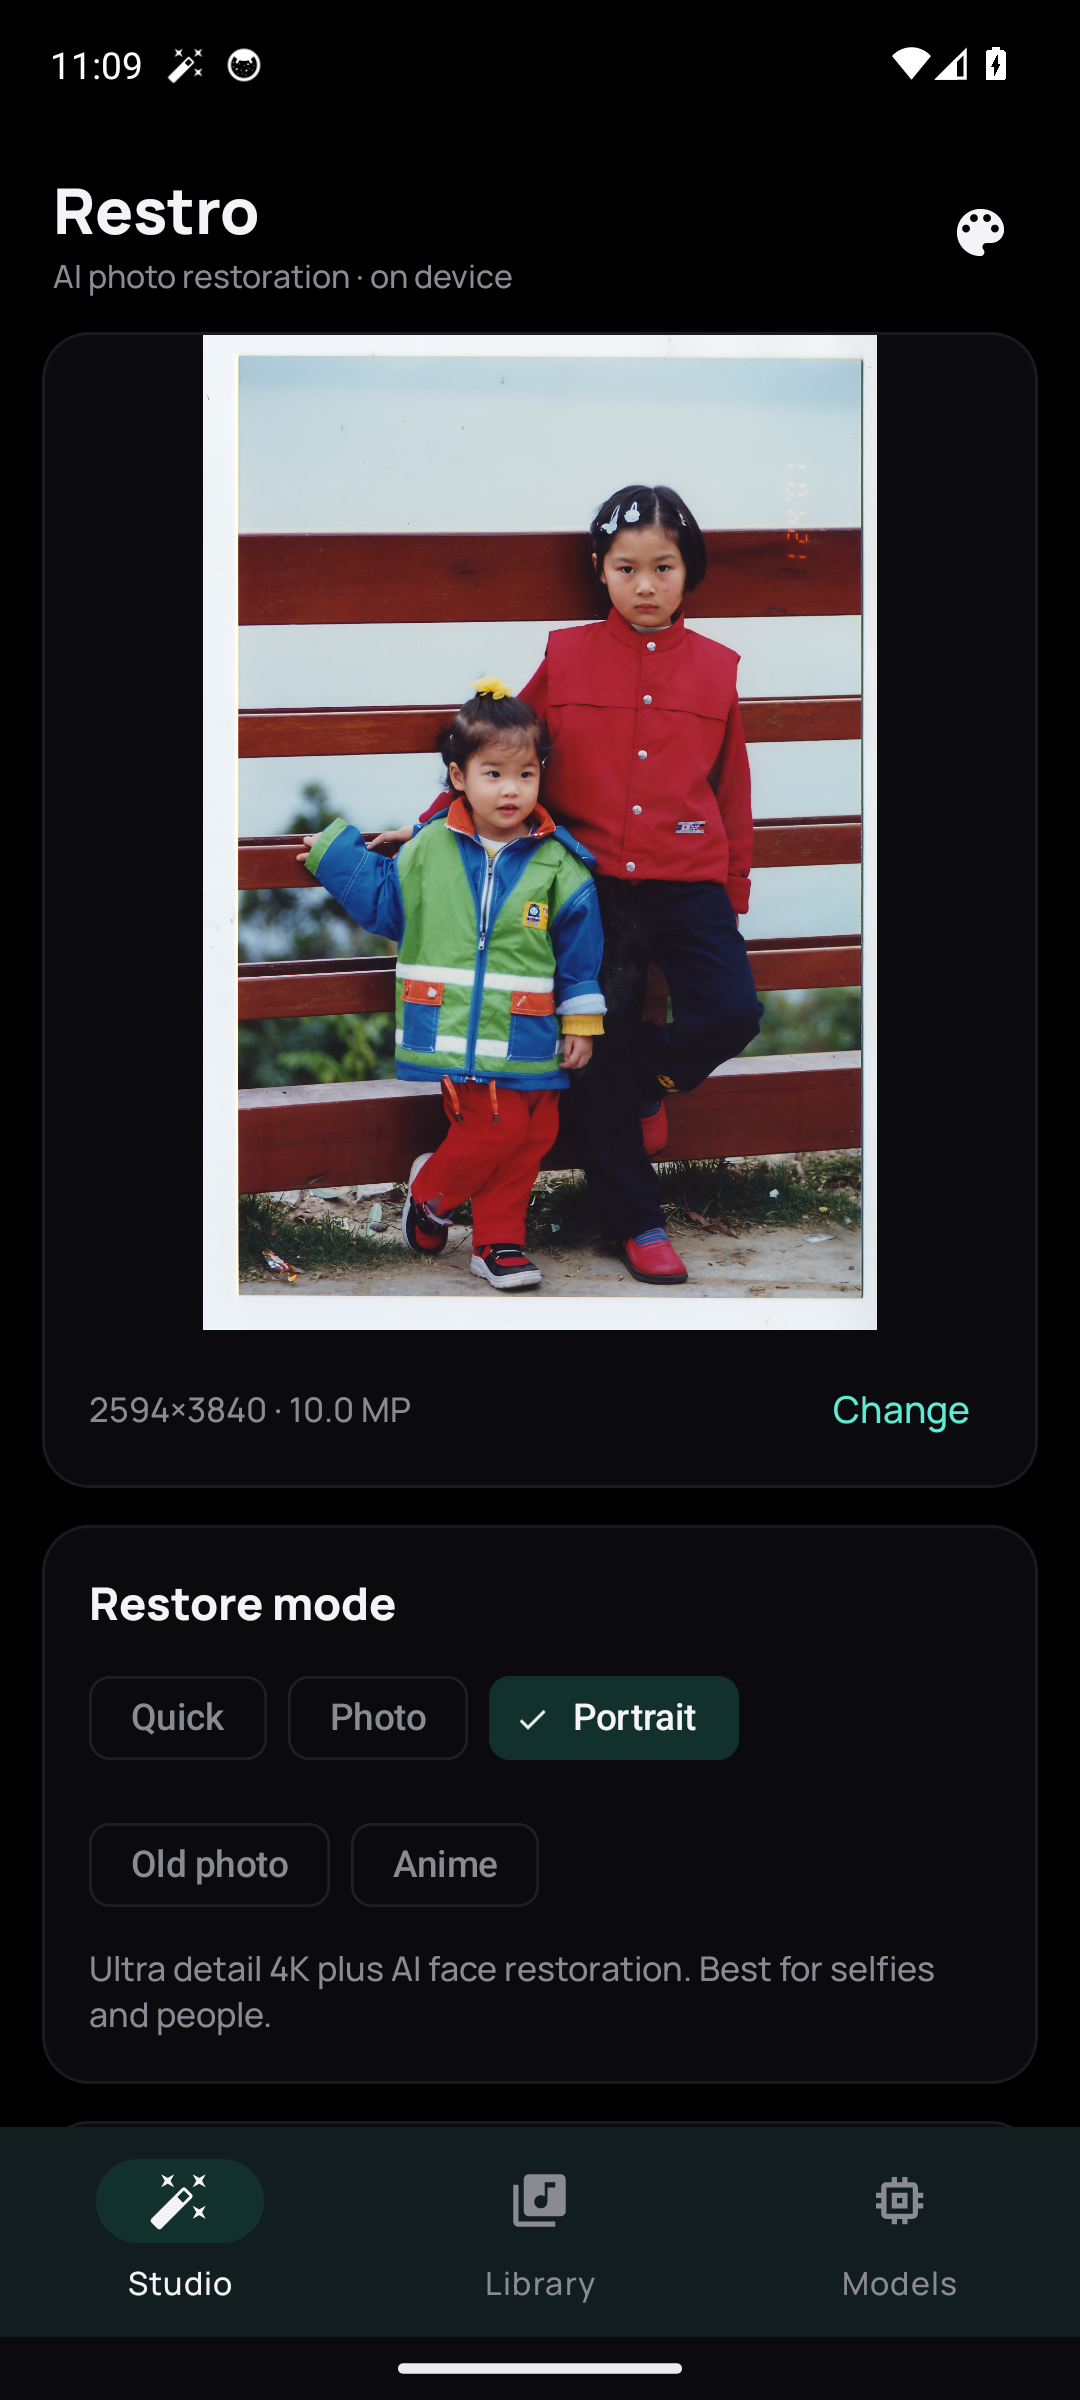 11:09
Restro
AI photo restoration · on device
2594×3840 · 10.0 MP
Change
Restore mode
Quick
Photo
Portrait
Old photo
Anime
Ultra detail 4K plus AI face restoration. Best for selfies
and people.
Studio
Library
Models